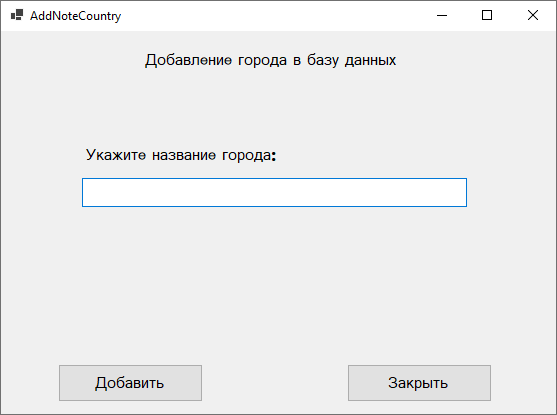 AddNoteCountry
Добавление города в базу данных
Укажите название города:
Добавить
Закрыть